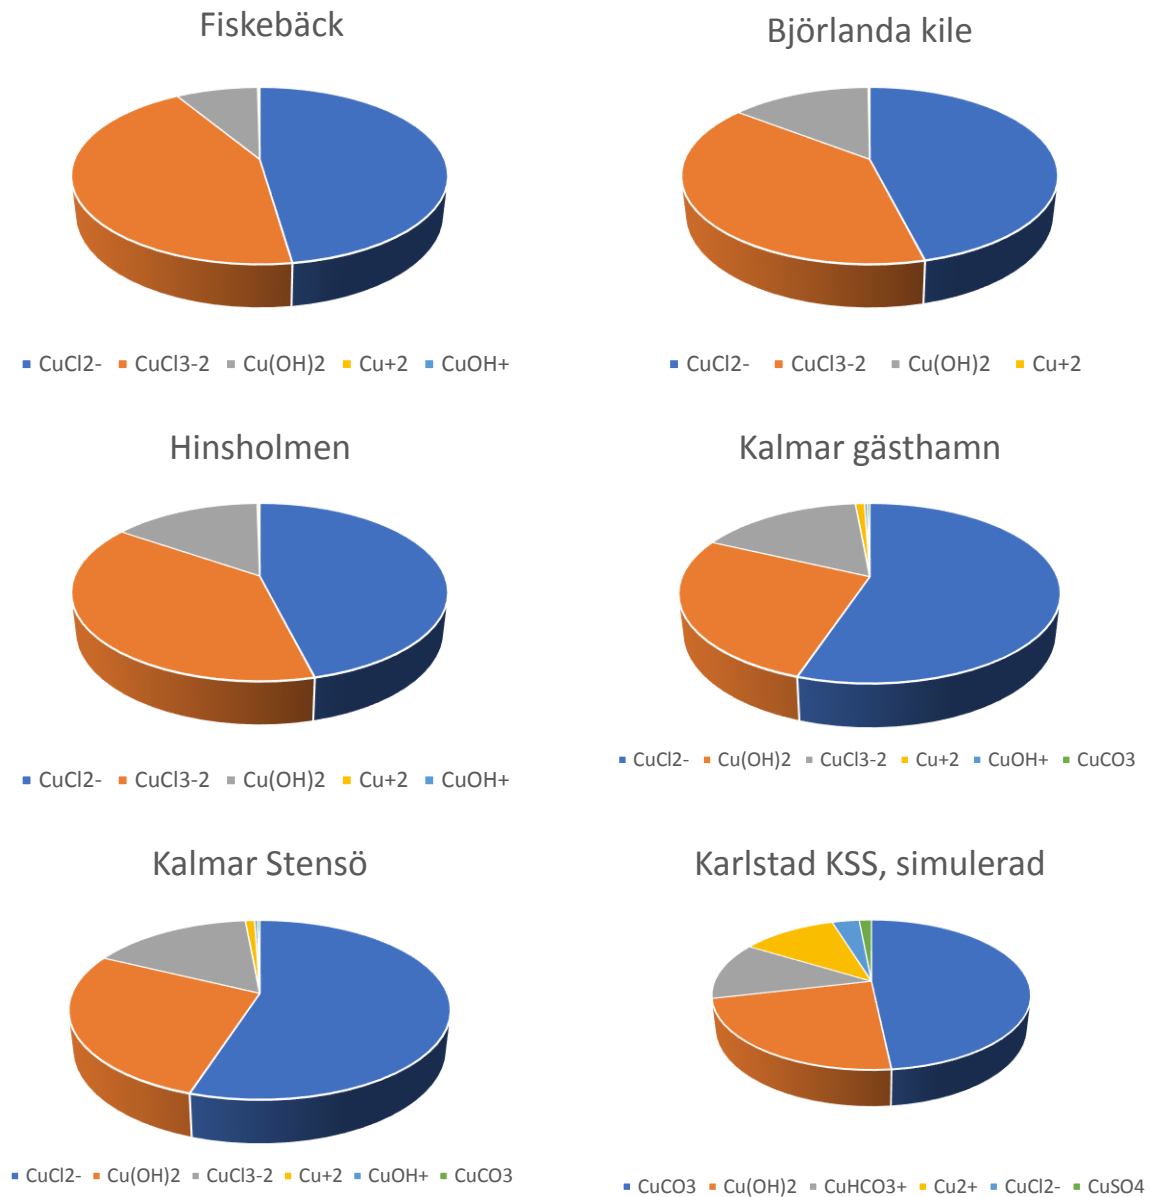 Fiskebäck
CuCl2- CuCl3-2 Cu(OH)2 Cu+2 CuOH+
Björlanda kile
CuCl2- CuCl3-2 Cu(OH)2 Cu+2
Hinsholmen
CuCl2- CuCl3-2 Cu(OH)2 Cu+2 CuOH+
Kalmar gästhamn
CuCl2- Cu(OH)2 CuCl3-2 Cu+2 CuOH+ CuCO3
Kalmar Stensö
CuCl2- Cu(OH)2 CuCl3-2 Cu+2 CuOH+ CuCO3
Karlstad KSS, simulerad
CuCO3 Cu(OH)2 CuHCO3+ Cu2+ CuCl2- CuSO4